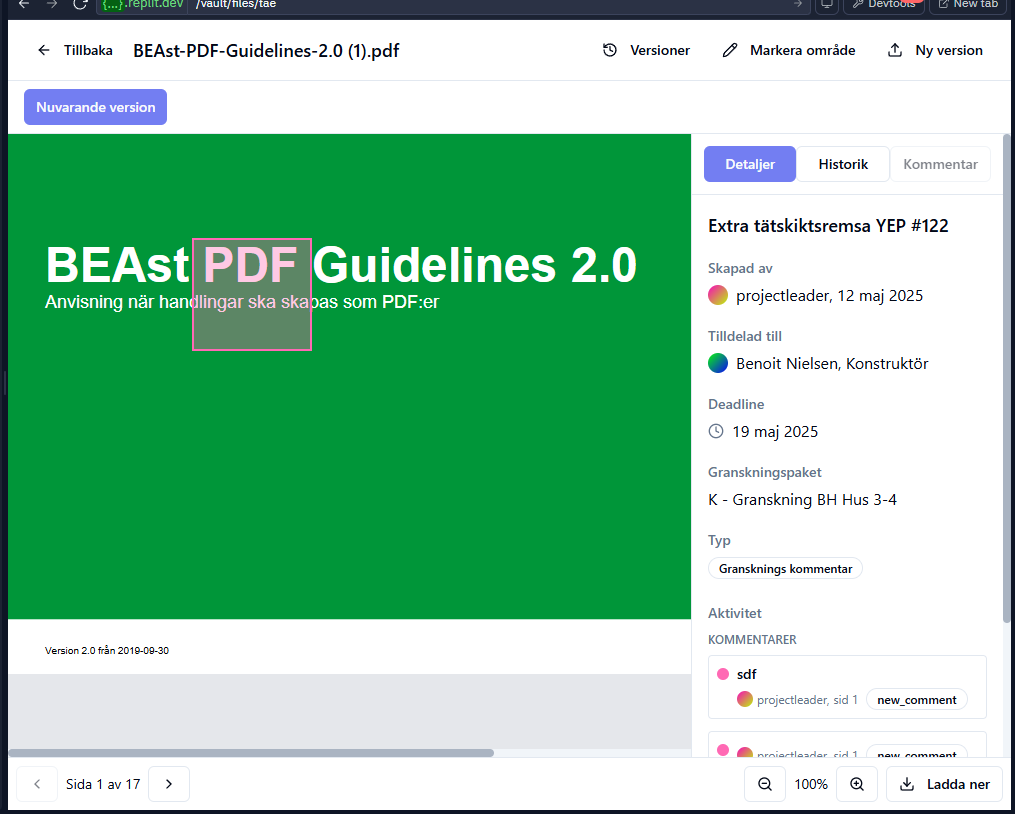 {...}.replit.dev /vault/files/tae Devtools New tab
Tillbaka BEAst-PDF-Guidelines-2.0 (1).pdf Versioner Markera område Ny version
Nuvarande version
BEAst PDF Guidelines 2.0
Anvisning när handlingar ska skapas som PDF:er
Version 2.0 från 2019-09-30
Detaljer Historik Kommentar
Extra tätskiktsremsa YEP #122
Skapad av
projectleader, 12 maj 2025
Tilldelad till
Benoit Nielsen, Konstruktör
Deadline
19 maj 2025
Granskningspaket
K - Granskning BH Hus 3-4
Typ
Gransknings kommentar
Aktivitet
KOMMENTARER
sdf
projectleader, sid 1 new_comment
projectleader, sid 1 new_comment
Sida 1 av 17 100% Ladda ner